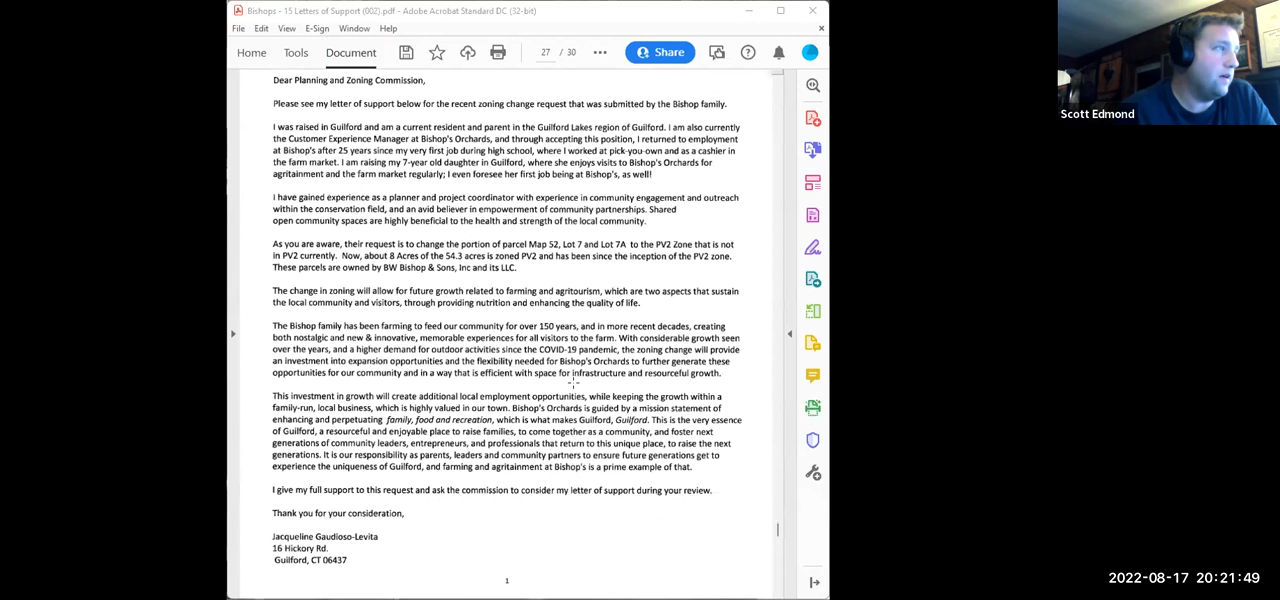 Bishops - 15 Letters of Support (002).pdf - Adobe Acrobat Standard DC (32-bit)
File Edit View E-Sign Window Help
Home Tools Document 27 / 30 Share
Scott Edmond
Dear Planning and Zoning Commission,
Please see my letter of support below for the recent zoning change request that was submitted by the Bishop family.
I was raised in Guilford and am a current resident and parent in the Guilford Lakes region of Guilford. I am also currently
the Customer Experience Manager at Bishop's Orchards, and through accepting this position, I returned to employment
at Bishop's after 25 years since my very first job during high school, where I worked at pick-you-own and as a cashier in
the farm market. I am raising my 7-year old daughter in Guilford, where she enjoys visits to Bishop's Orchards for
agritainment and the farm market regularly; I even foresee her first job being at Bishop's, as well!
I have gained experience as a planner and project coordinator with experience in community engagement and outreach
within the conservation field, and an avid believer in empowerment of community partnerships. Shared
open community spaces are highly beneficial to the health and strength of the local community.
As you are aware, their request is to change the portion of parcel Map 52, Lot 7 and Lot 7A to the PV2 Zone that is not
in PV2 currently. Now, about 8 Acres of the 54.3 acres is zoned PV2 and has been since the inception of the PV2 zone.
These parcels are owned by BW Bishop & Sons, Inc and its LLC.
The change in zoning will allow for future growth related to farming and agritourism, which are two aspects that sustain
the local community and visitors, through providing nutrition and enhancing the quality of life.
The Bishop family has been farming to feed our community for over 150 years, and in more recent decades, creating
both nostalgic and new & innovative, memorable experiences for all visitors to the farm. With considerable growth seen
over the years, and a higher demand for outdoor activities since the COVID-19 pandemic, the zoning change will provide
an investment into expansion opportunities and the flexibility needed for Bishop's Orchards to further generate these
opportunities for our community and in a way that is efficient with space for infrastructure and resourceful growth.
This investment in growth will create additional local employment opportunities, while keeping the growth within a
family-run, local business, which is highly valued in our town. Bishop's Orchards is guided by a mission statement of
enhancing and perpetuating family, food and recreation, which is what makes Guilford, Guilford. This is the very essence
of Guilford, a resourceful and enjoyable place to raise families, to come together as a community, and foster next
generations of community leaders, entrepreneurs, and professionals that return to this unique place, to raise the next
generations. It is our responsibility as parents, leaders and community partners to ensure future generations get to
experience the uniqueness of Guilford, and farming and agritainment at Bishop's is a prime example of that.
I give my full support to this request and ask the commission to consider my letter of support during your review.
Thank you for your consideration,
Jacqueline Gaudioso-Levita
16 Hickory Rd.
Guilford, CT 06437
1
2022-08-17 20:21:49